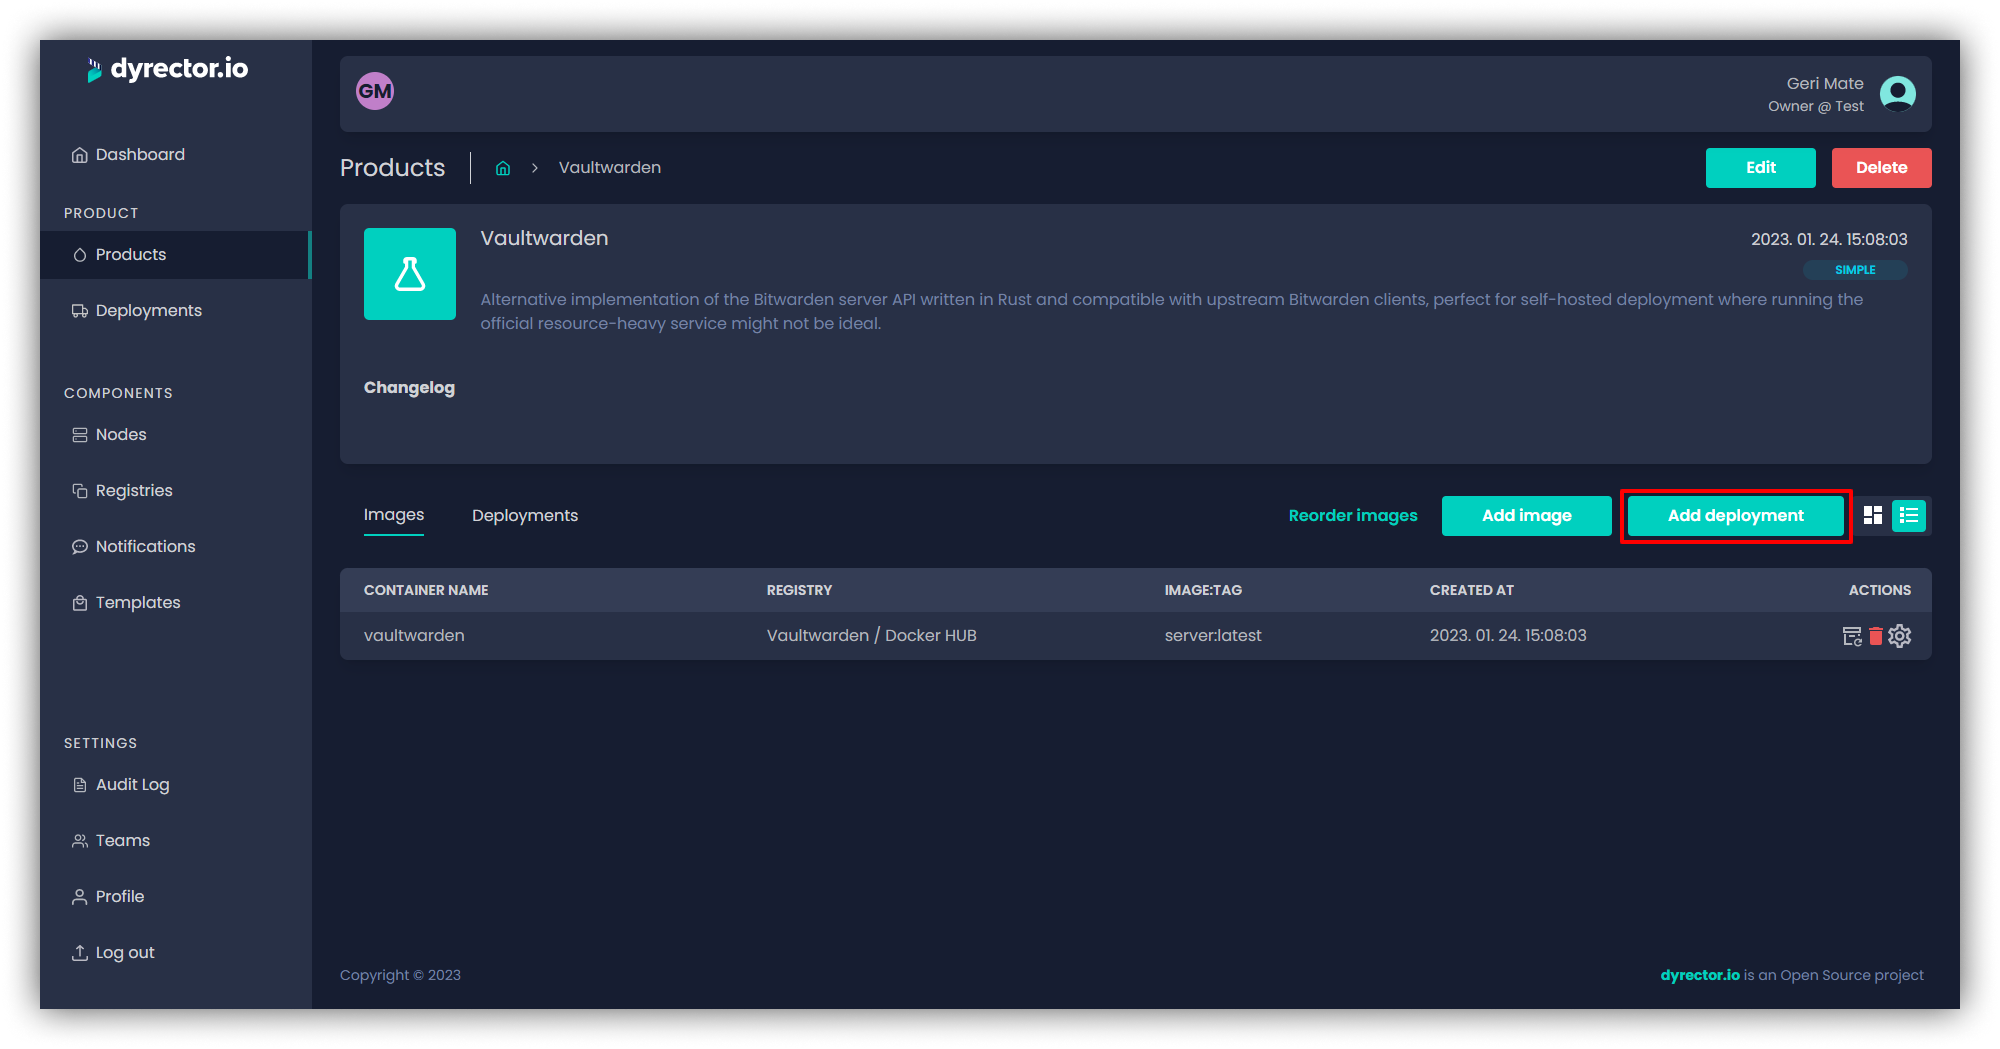 dyrector.io
Dashboard
PRODUCT
Products
Deployments
COMPONENTS
Nodes
Registries
Notifications
Templates
SETTINGS
Audit Log
Teams
Profile
Log out
GM
Geri Mate
Owner @ Test
Products
Vaultwarden
Edit
Delete
Vaultwarden
2023. 01. 24. 15:08:03
SIMPLE
Alternative implementation of the Bitwarden server API written in Rust and compatible with upstream Bitwarden clients, perfect for self-hosted deployment where running the
official resource-heavy service might not be ideal.
Changelog
Images
Deployments
Reorder images
Add image
Add deployment
CONTAINER NAME REGISTRY IMAGE:TAG CREATED AT ACTIONS
vaultwarden Vaultwarden / Docker HUB server:latest 2023. 01. 24. 15:08:03
Copyright © 2023
dyrector.io is an Open Source project